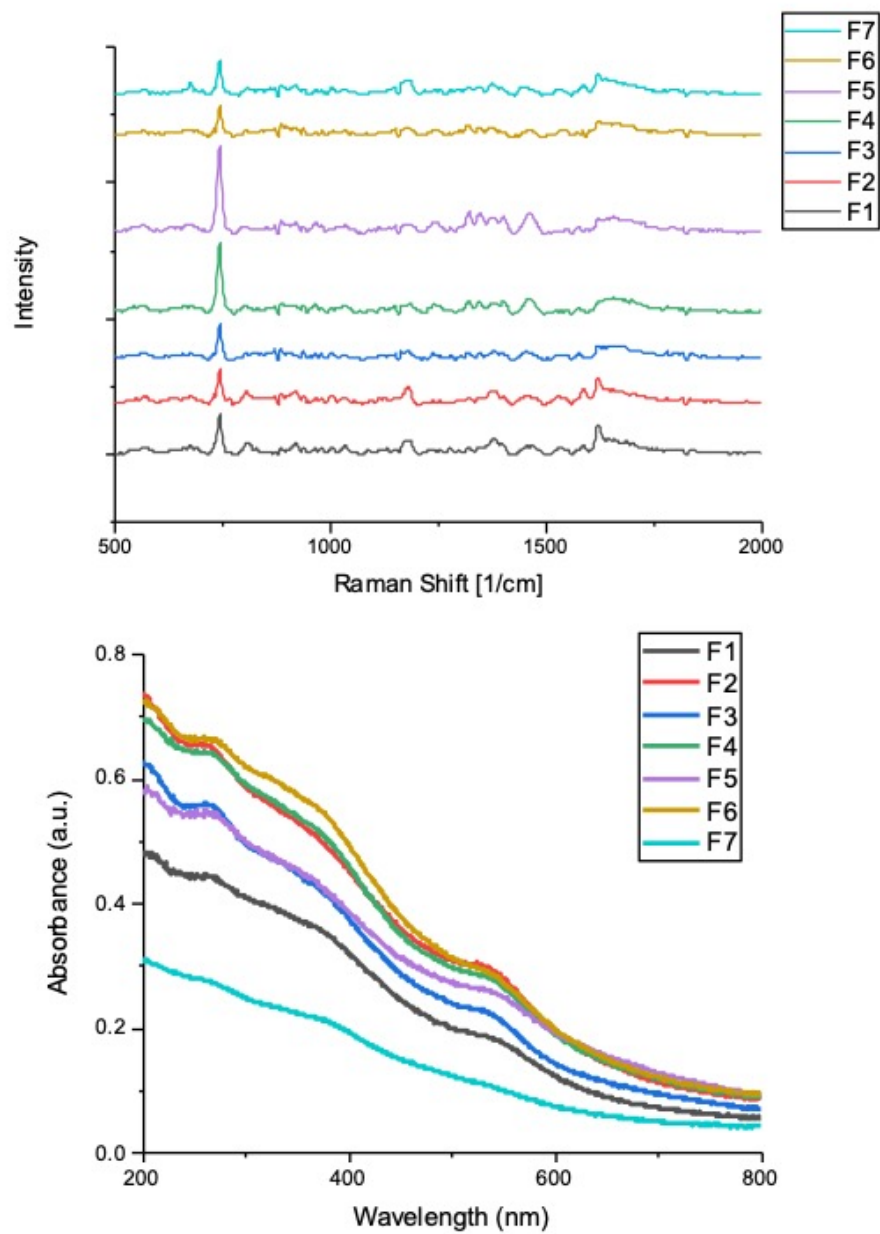 F7
F6
F5
F4
F3
F2
F1
Intensity
500 1000 1500 2000
Raman Shift [1/cm]
0.8
0.6
0.4
0.2
0.0
Absorbance (a.u.)
F1
F2
F3
F4
F5
F6
F7
200 400 600 800
Wavelength (nm)